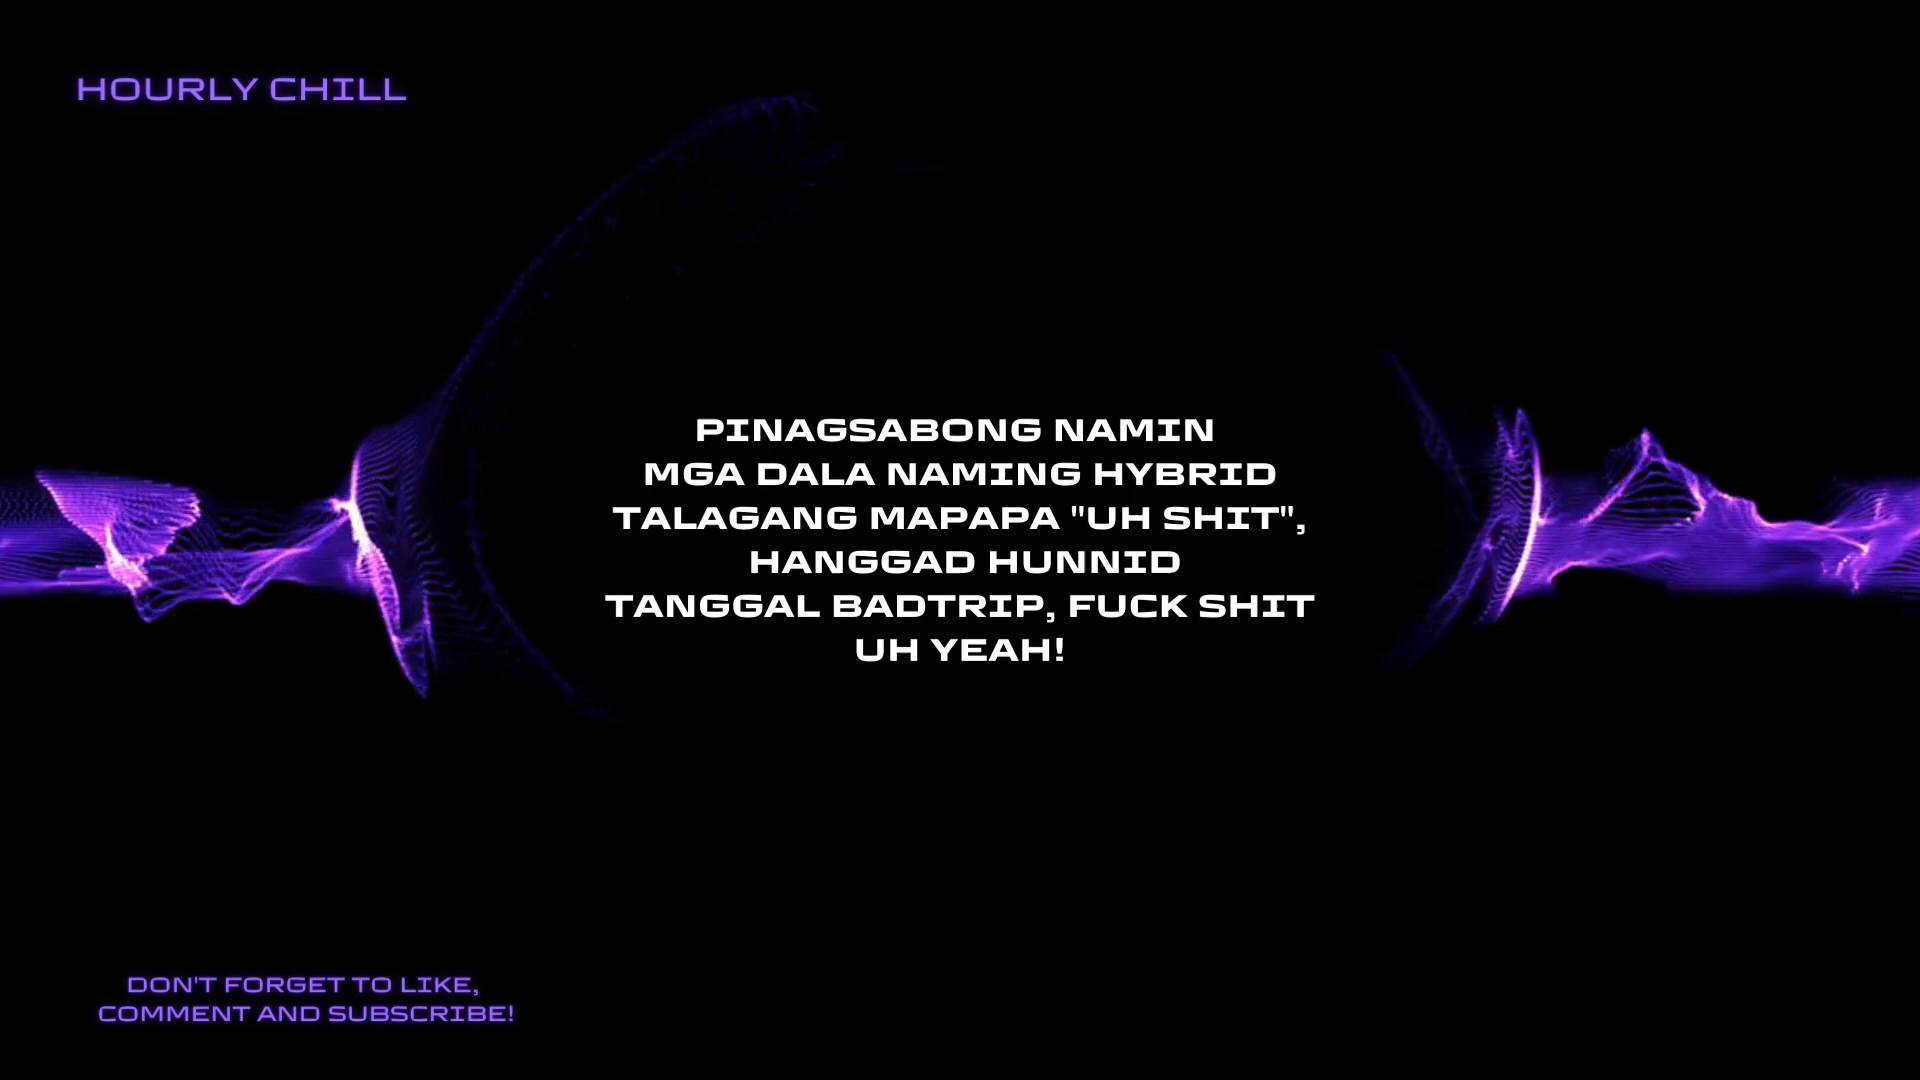 HOURLY CHILL
PINAGSABONG NAMIN
MGA DALA NAMING HYBRID
TALAGANG MAPAPA "UH SHIT",
HANGGAD HUNNID
TANGGAL BADTRIP, FUCK SHIT
UH YEAH!
DON'T FORGET TO LIKE,
COMMENT AND SUBSCRIBE!